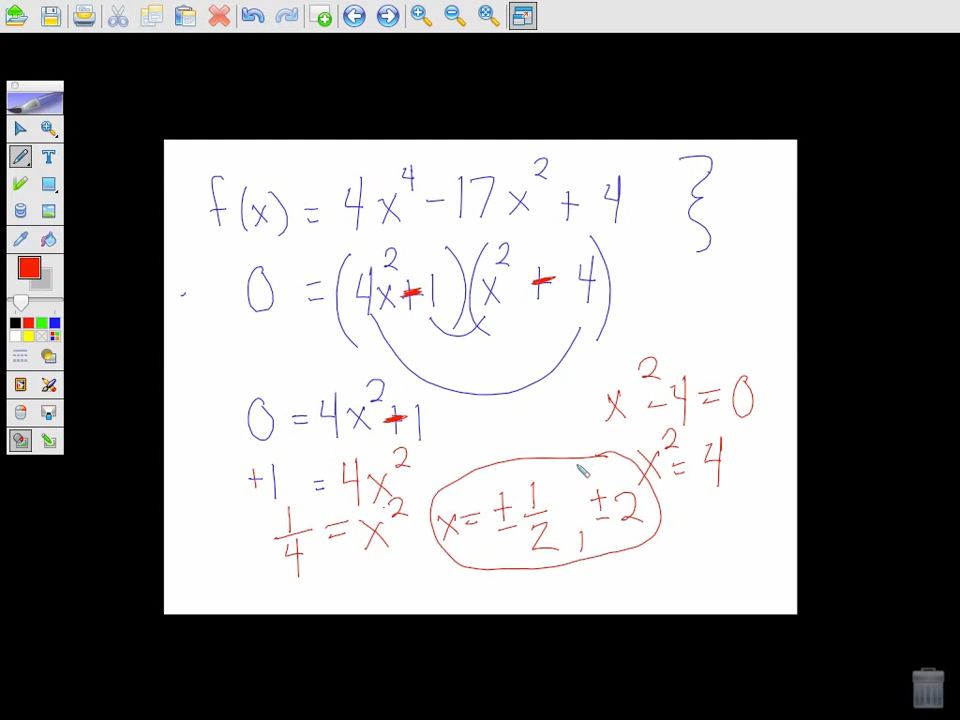 f(x) = 4x⁴ - 17x² + 4 }
0 = (4x² - 1)(x² - 4)
0 = 4x² - 1
x² - 4 = 0
+1 = 4x²
x² = 4
1/4 = x²
x = ± 1/2, ± 2
T